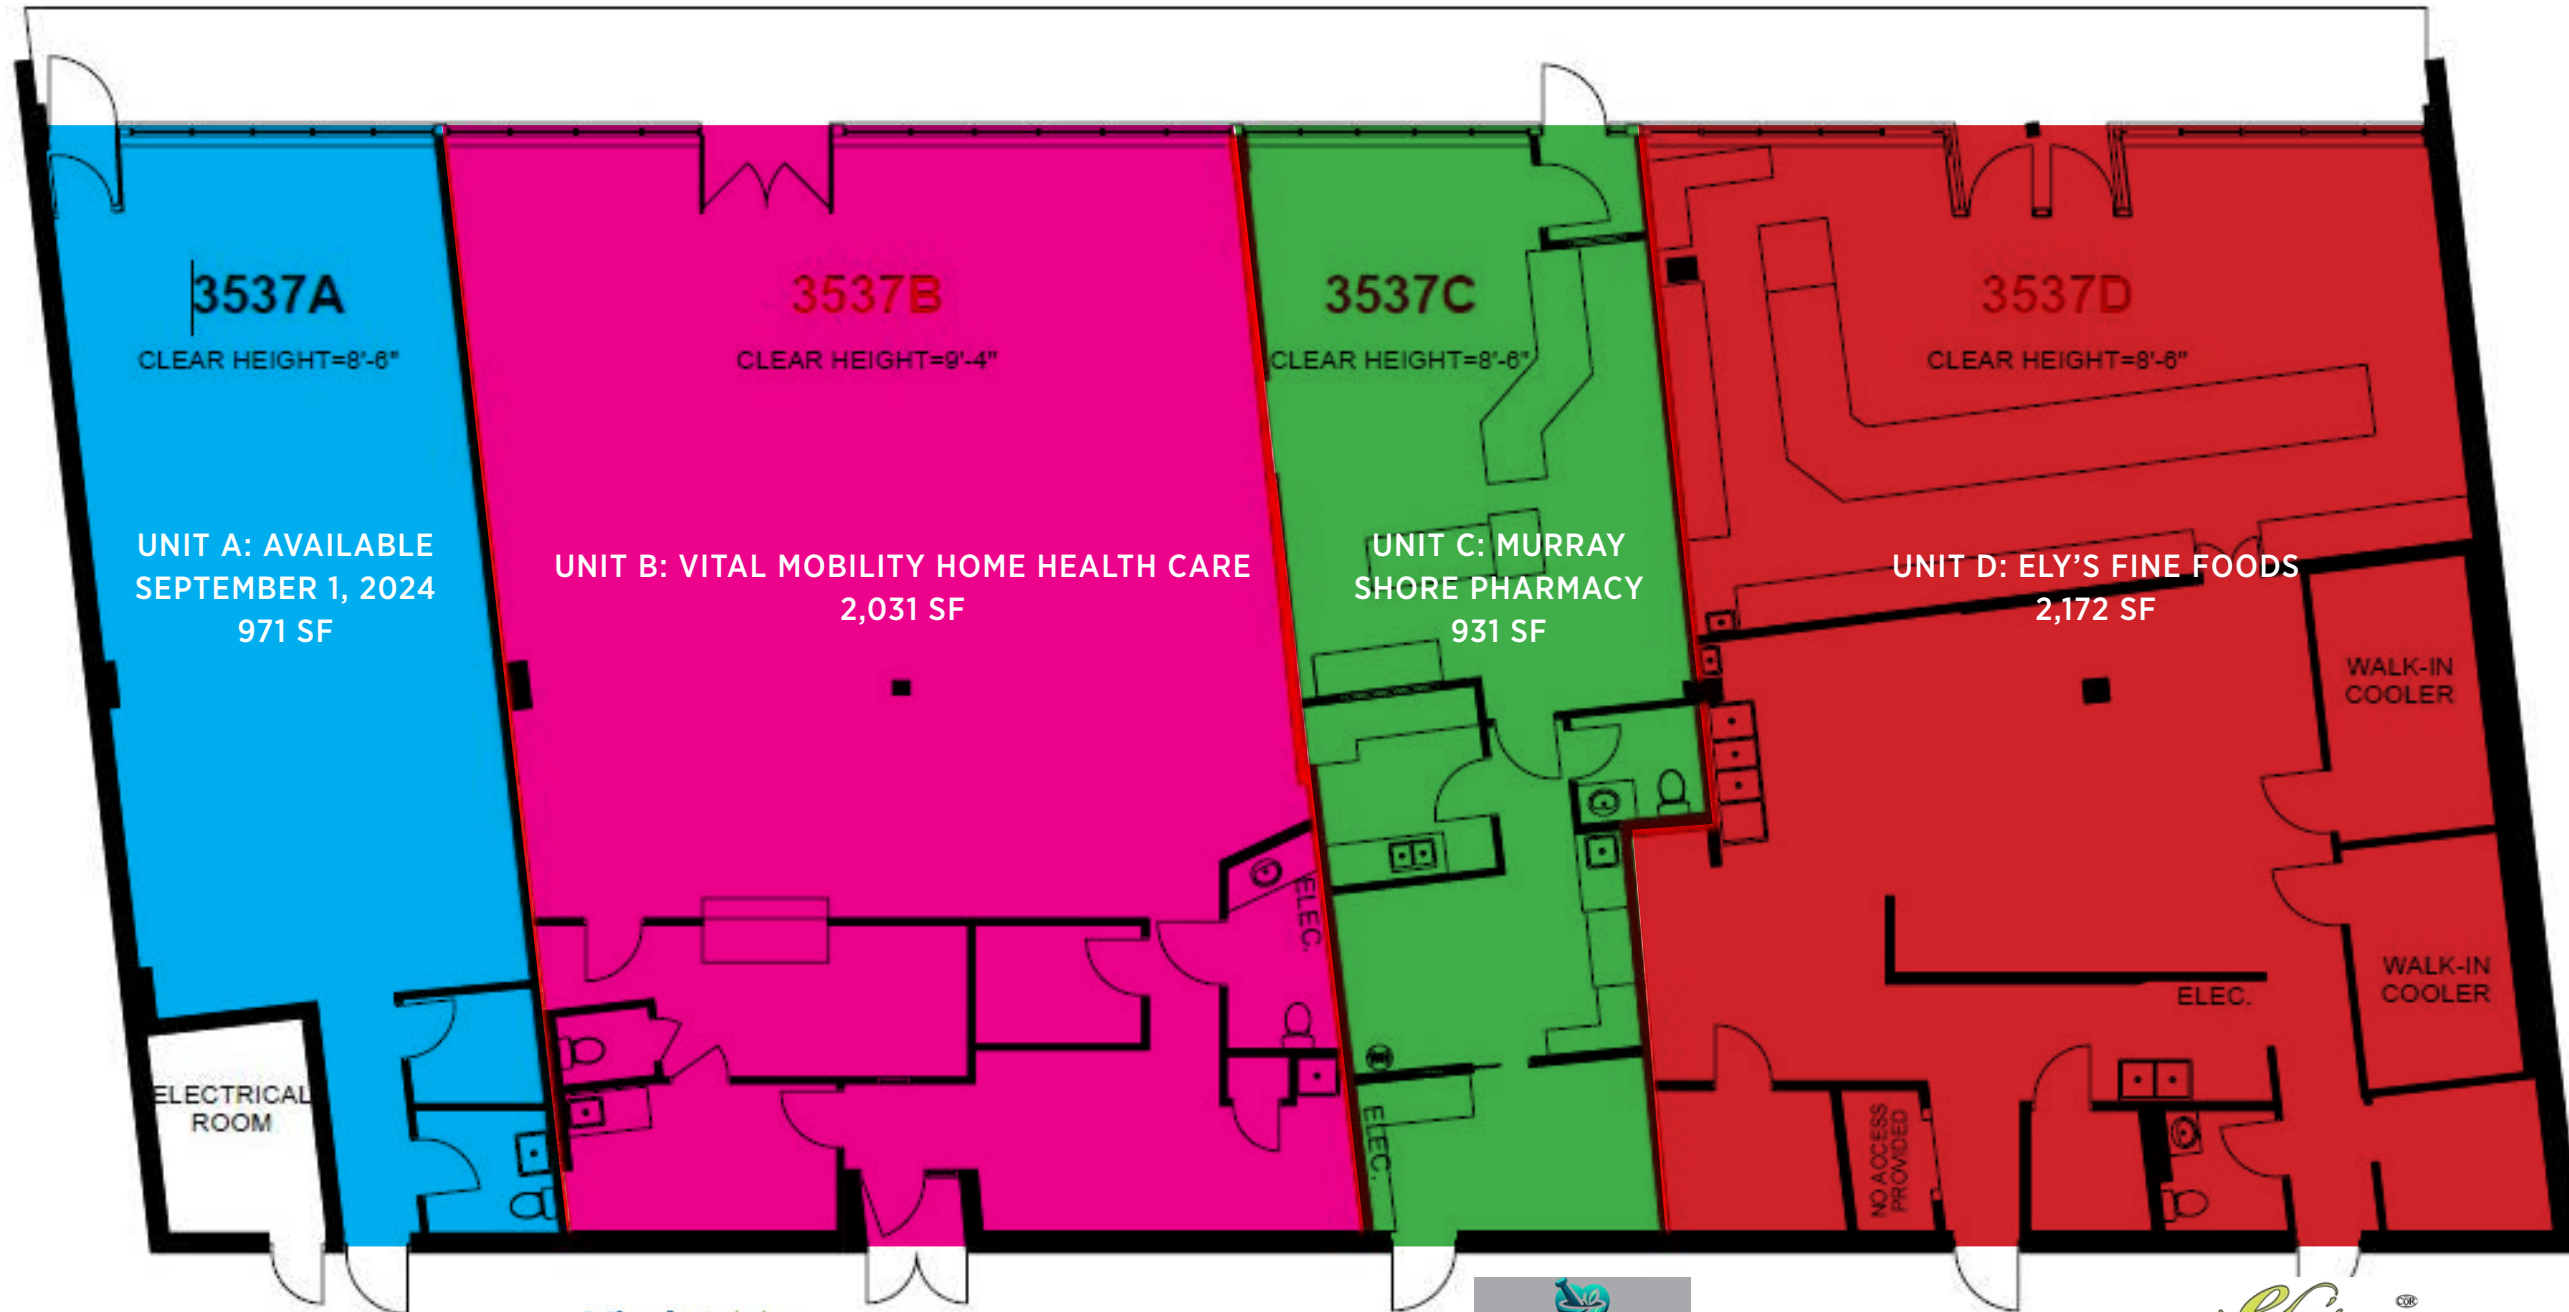 3537A
CLEAR HEIGHT=8'-6"
UNIT A: AVAILABLE
SEPTEMBER 1, 2024
971 SF
ELECTRICAL
ROOM
3537B
CLEAR HEIGHT=9'-4"
UNIT B: VITAL MOBILITY HOME HEALTH CARE
2,031 SF
ELEC.
3537C
CLEAR HEIGHT=8'-6"
UNIT C: MURRAY
SHORE PHARMACY
931 SF
ELEC.
3537D
CLEAR HEIGHT=8'-6"
UNIT D: ELY'S FINE FOODS
2,172 SF
WALK-IN
COOLER
WALK-IN
COOLER
ELEC.
NO ACCESS
PROVIDED
COR